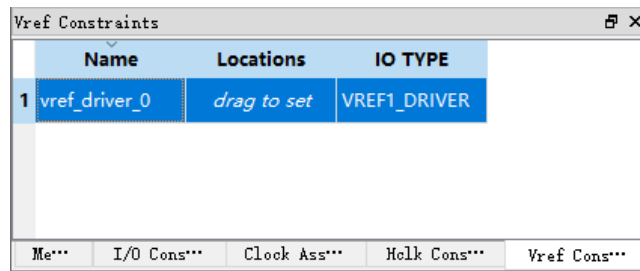 Vref Constraints
Name Locations IO TYPE
1 vref_driver_0 drag to set VREF1_DRIVER
Me··· I/O Cons··· Clock Ass··· Hclk Cons··· Vref Cons···